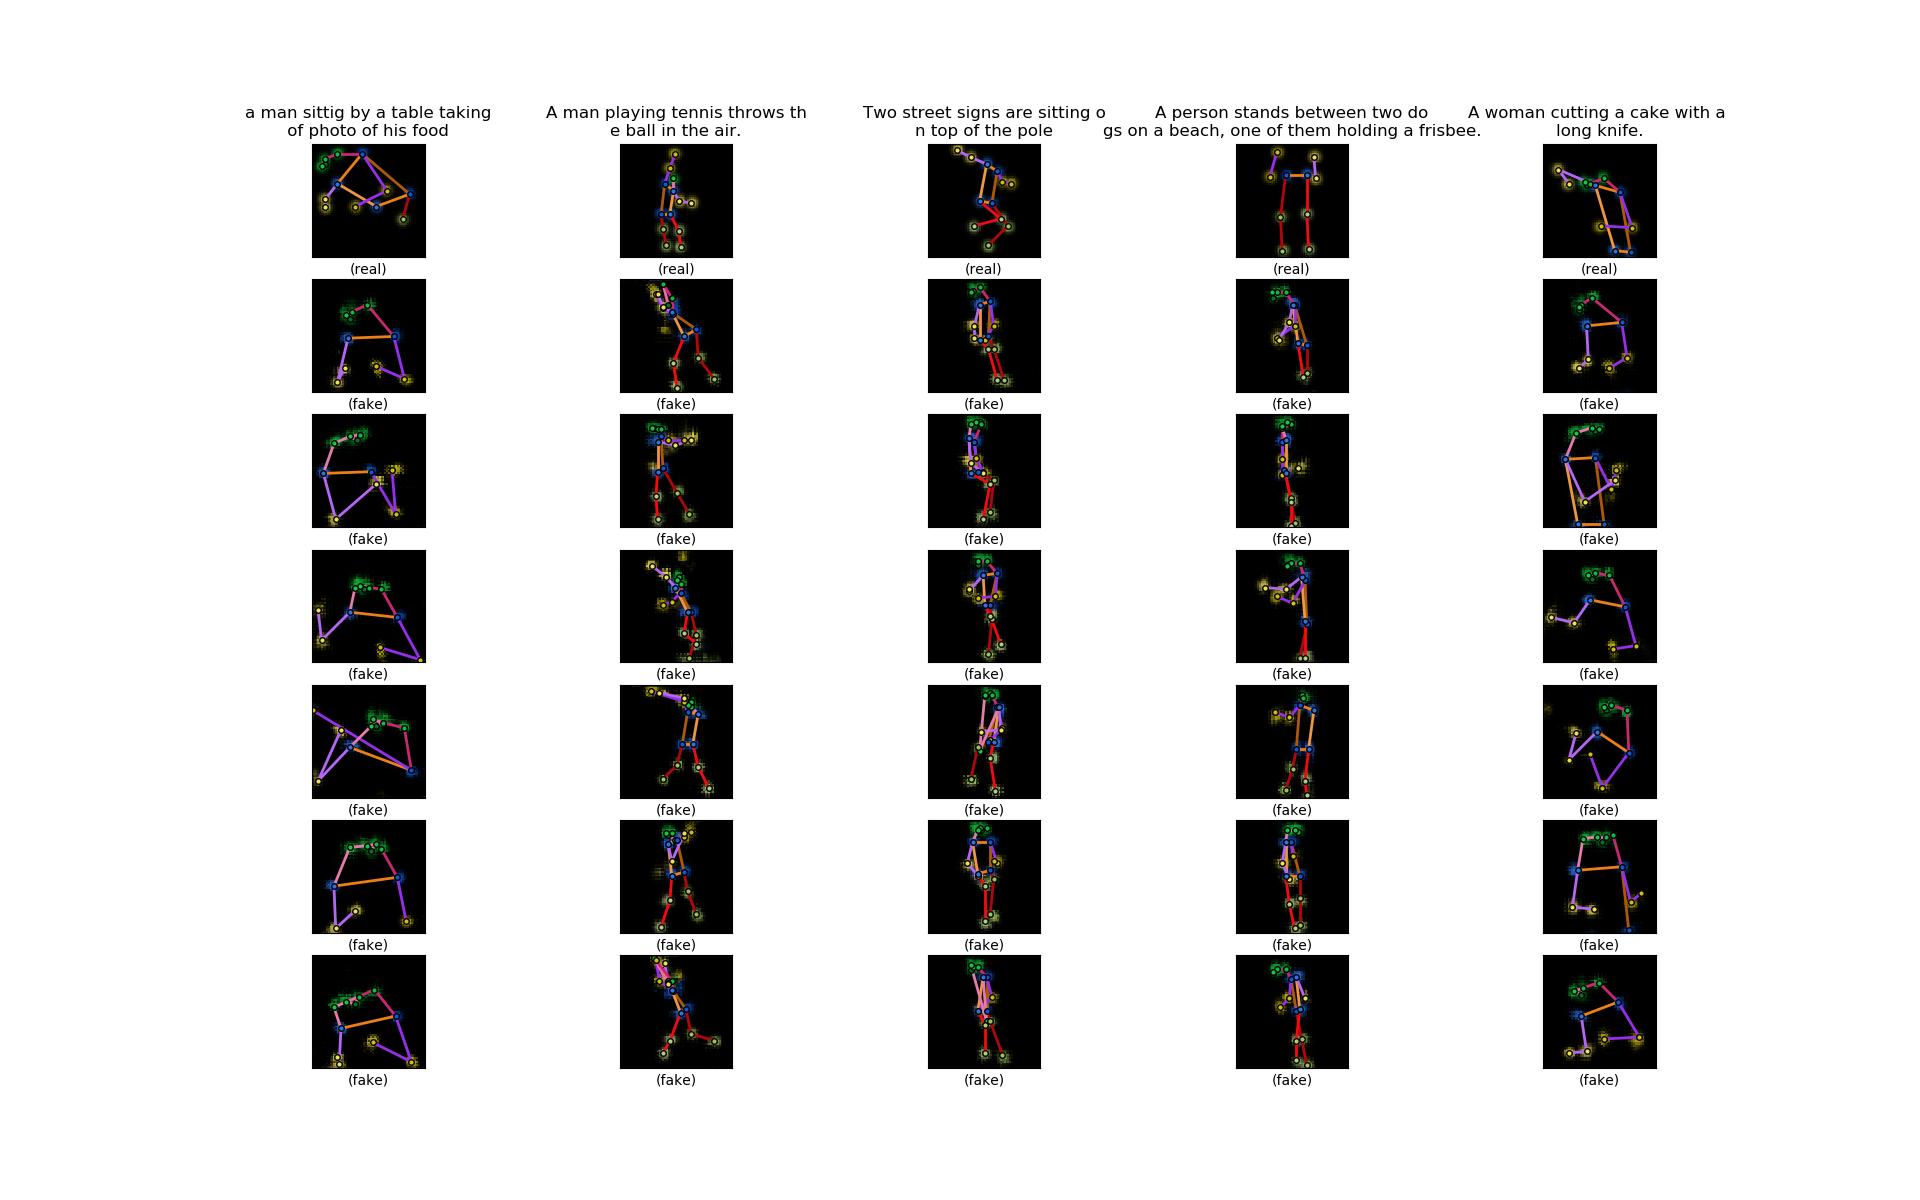 a man sittig by a table taking
of photo of his food
A man playing tennis throws th
e ball in the air.
Two street signs are sitting o
n top of the pole
A person stands between two do
gs on a beach, one of them holding a frisbee.
A woman cutting a cake with a
long knife.
(real) (real) (real) (real) (real)
(fake) (fake) (fake) (fake) (fake)
(fake) (fake) (fake) (fake) (fake)
(fake) (fake) (fake) (fake) (fake)
(fake) (fake) (fake) (fake) (fake)
(fake) (fake) (fake) (fake) (fake)
(fake) (fake) (fake) (fake) (fake)